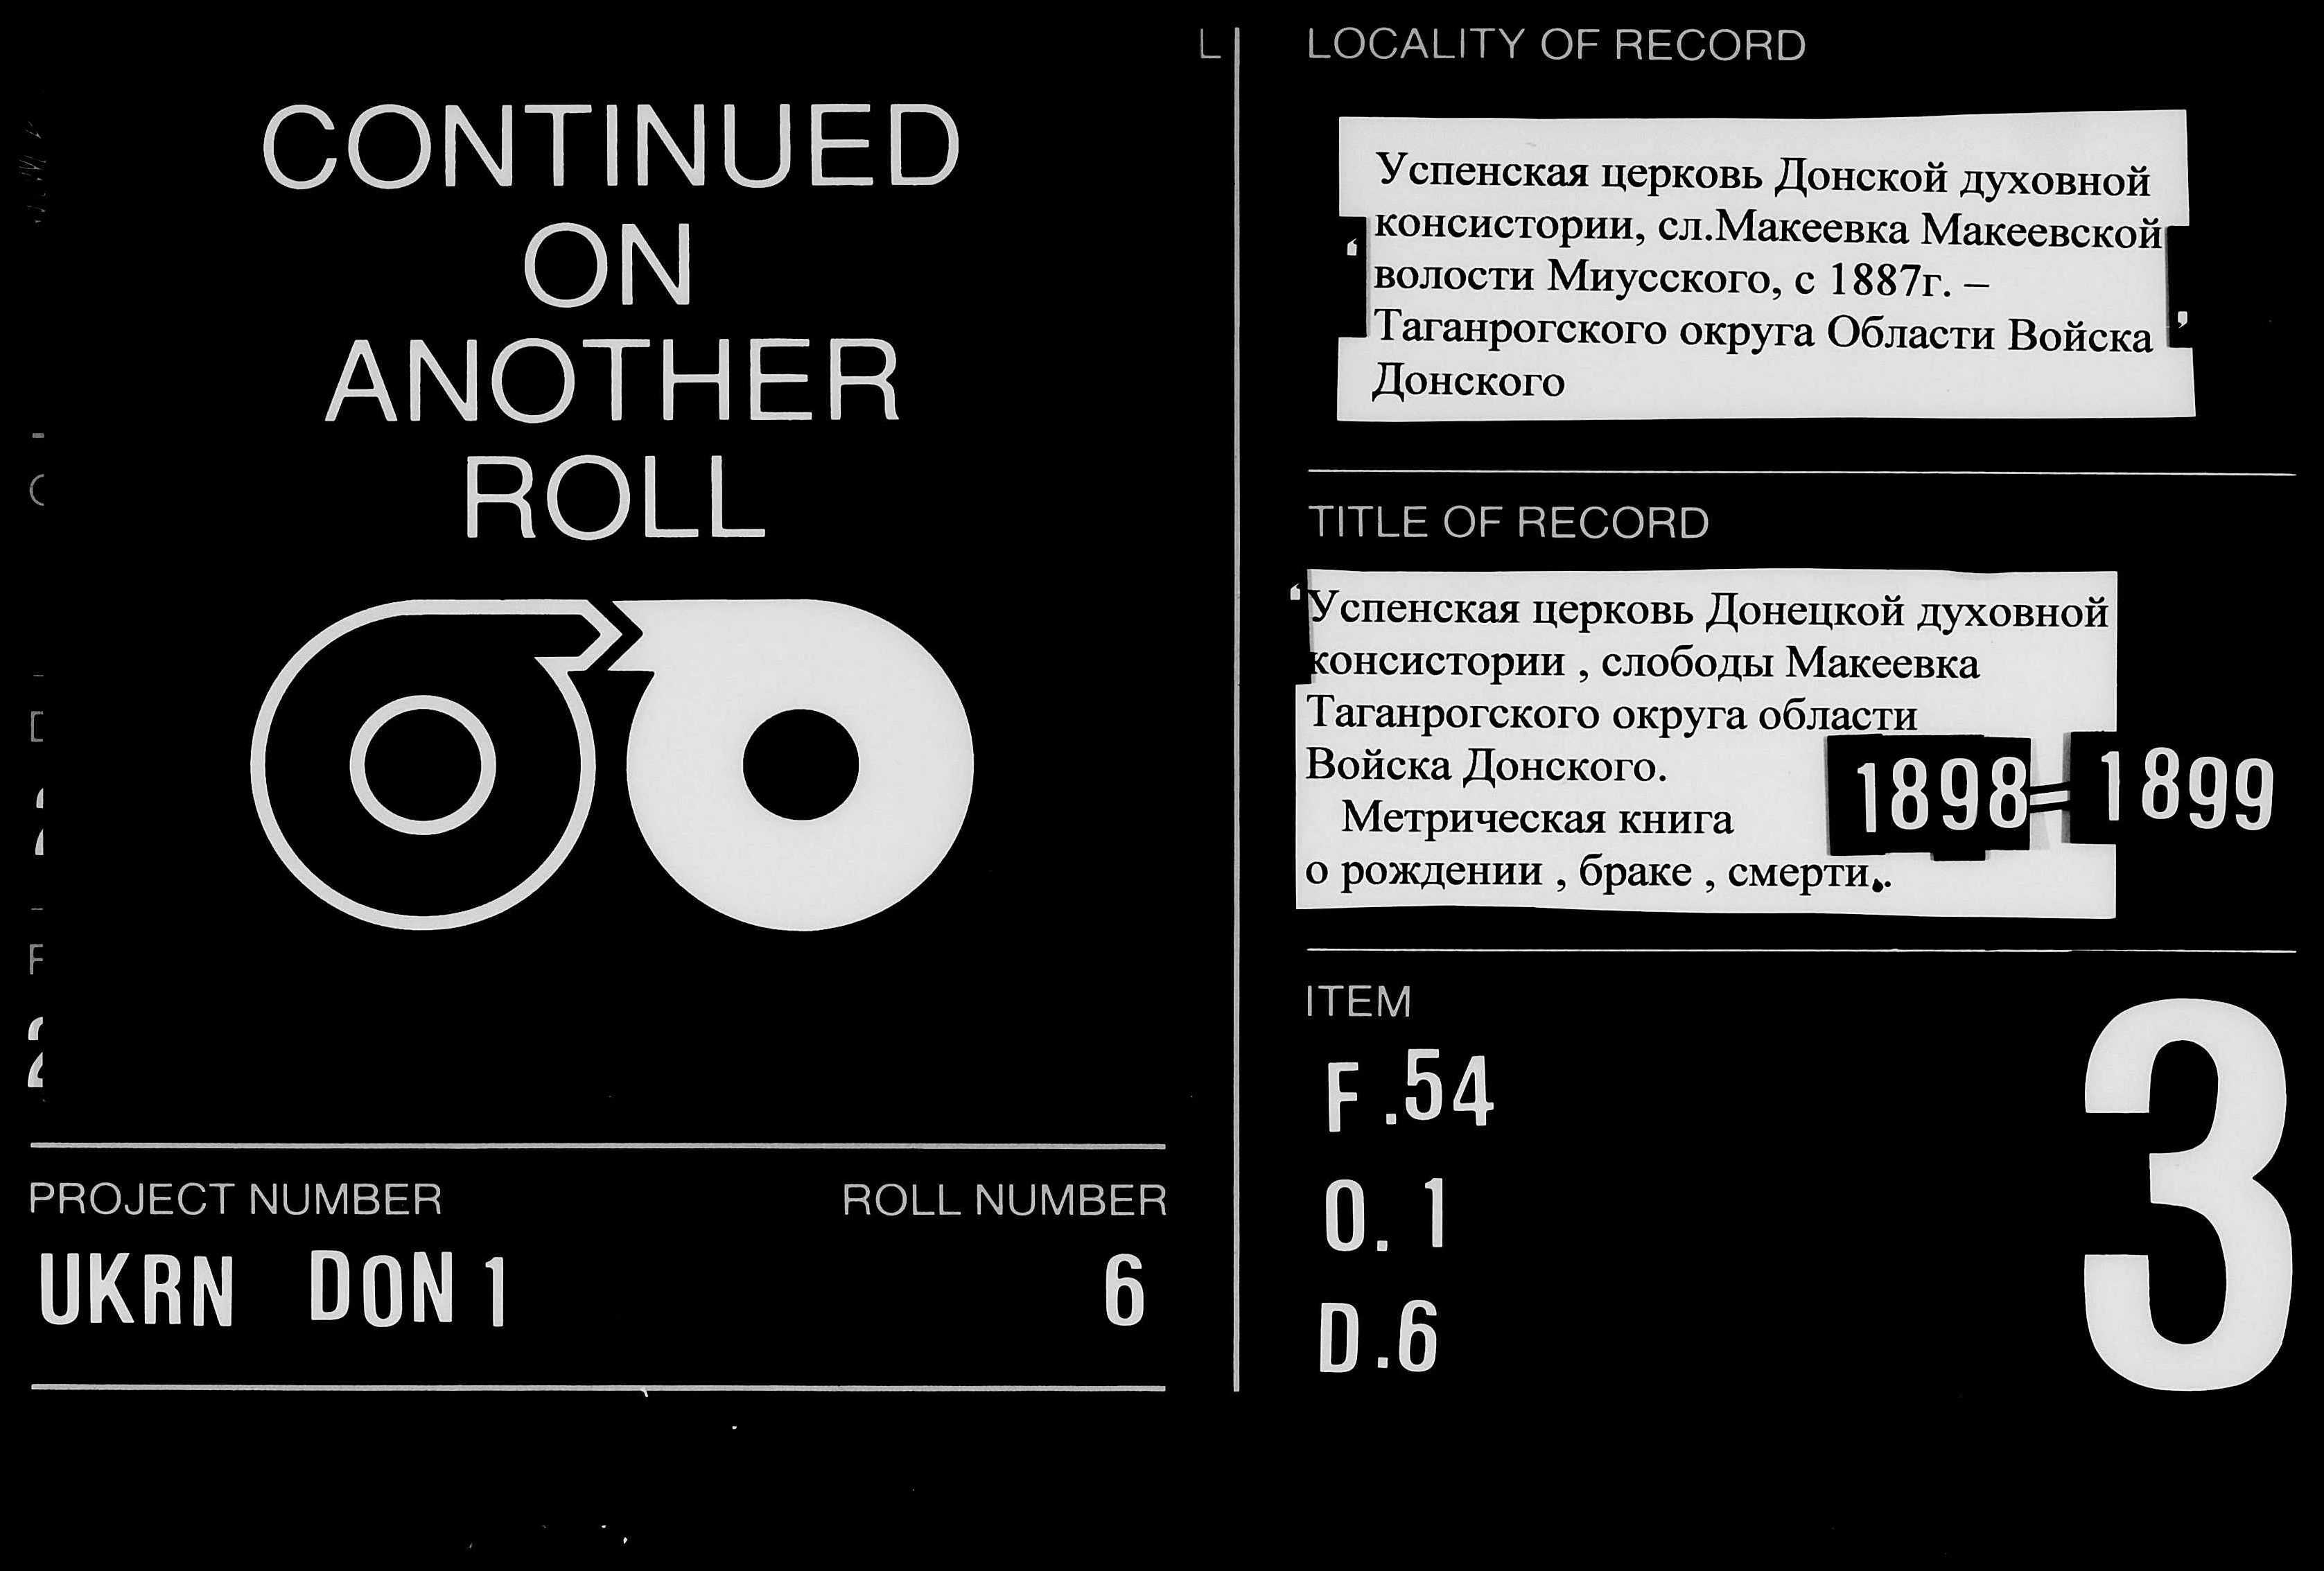 CONTINUED
ON
ANOTHER
ROLL
PROJECT NUMBER
ROLL NUMBER
UKRN DON 1
6
L
LOCALITY OF RECORD
Успенская церковь Донской духовной
консистории, сл.Макеевка Макеевской
волости Миусского, с 1887г. –
Таганрогского округа Области Войска
Донского
TITLE OF RECORD
Успенская церковь Донецкой духовной
консистории , слободы Макеевка
Таганрогского округа области
Войска Донского.
1898=1899
Метрическая книга
о рождении , браке , смерти.
ITEM
F.54
O. 1
D.6
3